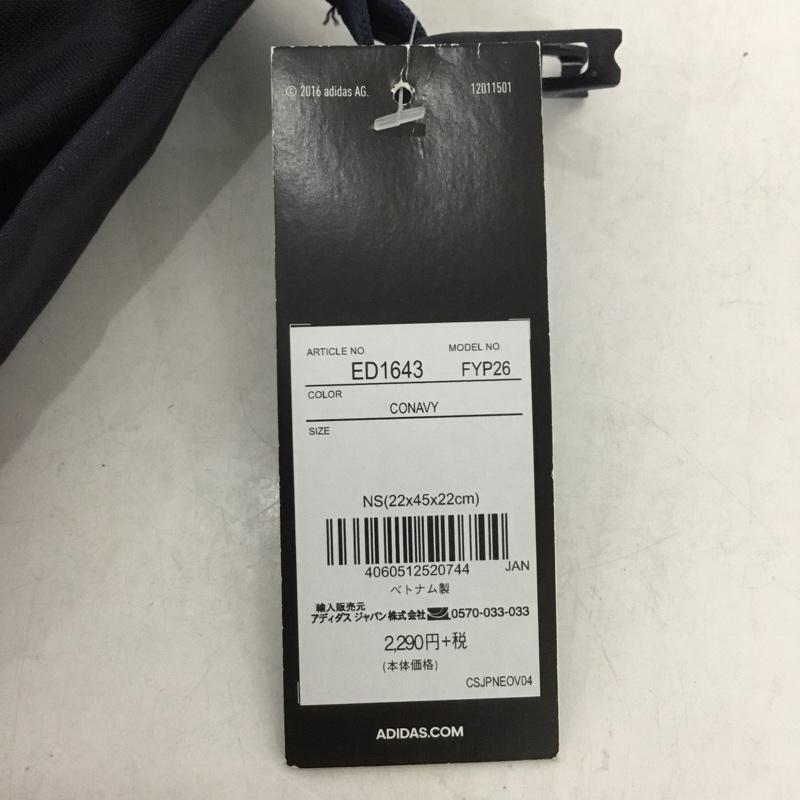 © 2016 adidas AG. 12011501
ARTICLE NO. MODEL NO.
ED1643 FYP26
COLOR
CONAVY
SIZE
NS(22x45x22cm)
4060512520744 JAN
ベトナム製
輸入販売元
アディダス ジャパン株式会社 0570-033-033
2,290円+税
(本体価格)
CSJPNEOV04
ADIDAS.COM